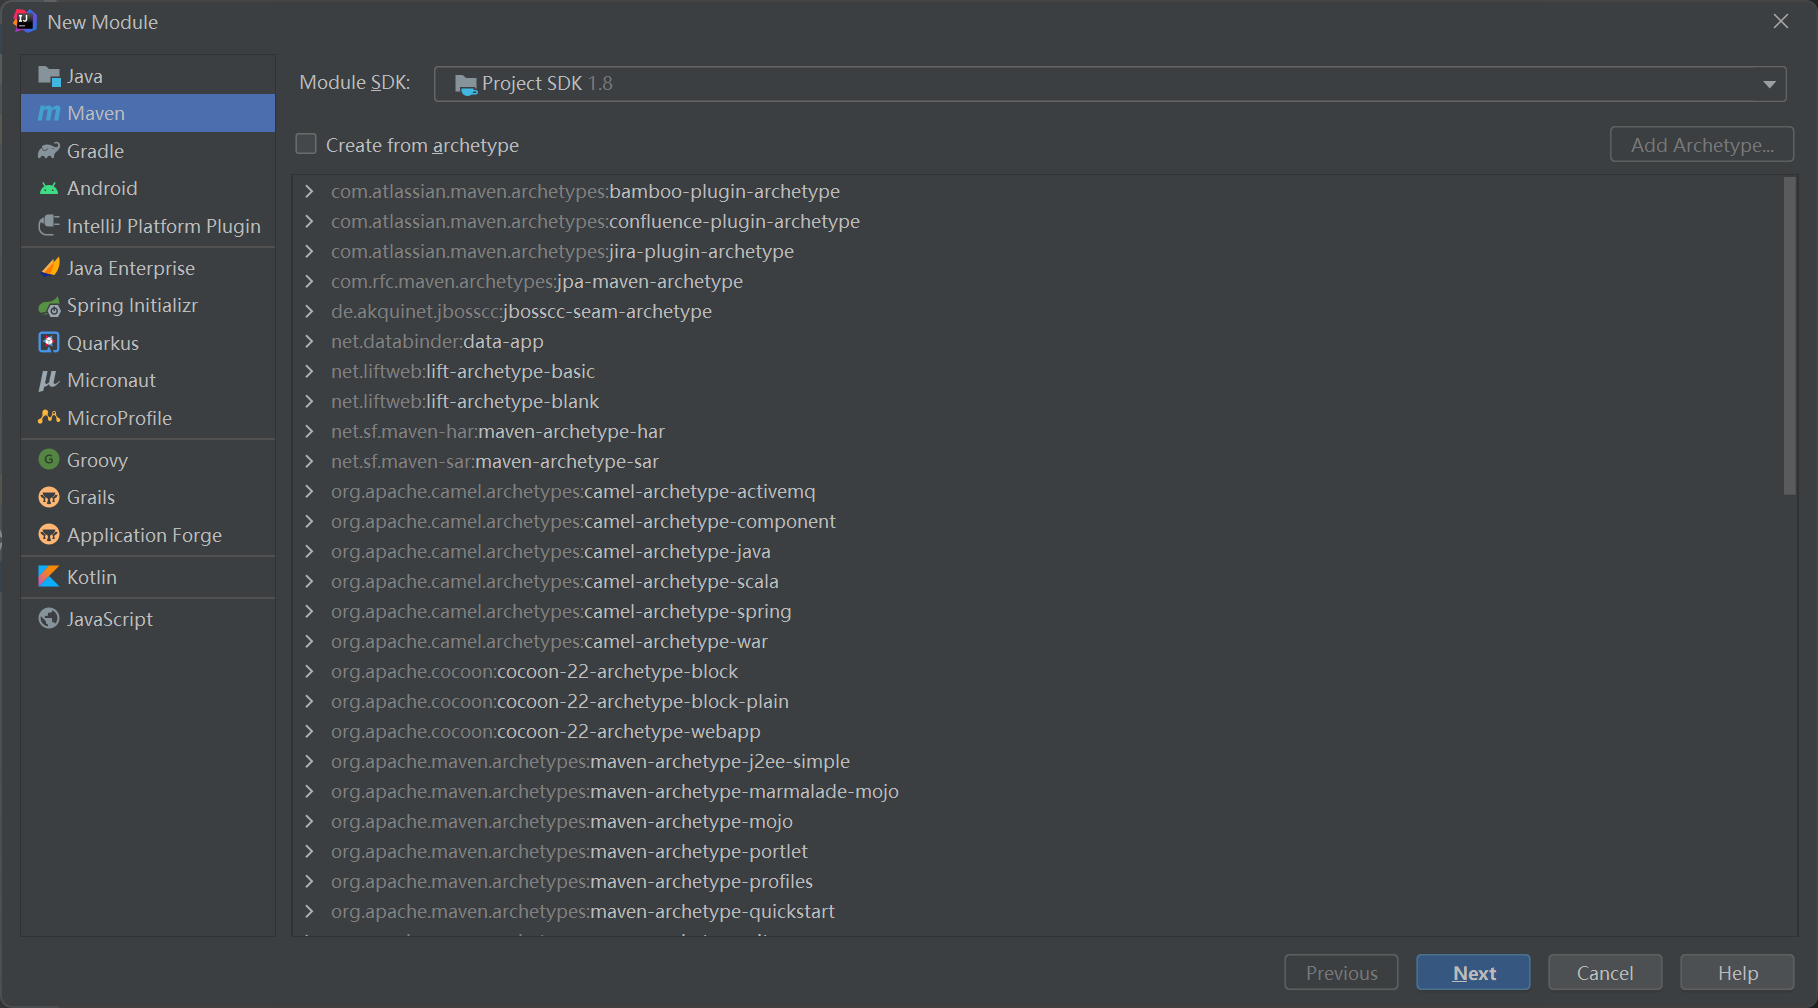 New Module
Java
Maven
Gradle
Android
IntelliJ Platform Plugin
Java Enterprise
Spring Initializr
Quarkus
Micronaut
MicroProfile
Groovy
Grails
Application Forge
Kotlin
JavaScript
Module SDK: Project SDK 1.8
Create from archetype Add Archetype...
com.atlassian.maven.archetypes:bamboo-plugin-archetype
com.atlassian.maven.archetypes:confluence-plugin-archetype
com.atlassian.maven.archetypes:jira-plugin-archetype
com.rfc.maven.archetypes:jpa-maven-archetype
de.akquinet.jbosscc:jbosscc-seam-archetype
net.databinder:data-app
net.liftweb:lift-archetype-basic
net.liftweb:lift-archetype-blank
net.sf.maven-har:maven-archetype-har
net.sf.maven-sar:maven-archetype-sar
org.apache.camel.archetypes:camel-archetype-activemq
org.apache.camel.archetypes:camel-archetype-component
org.apache.camel.archetypes:camel-archetype-java
org.apache.camel.archetypes:camel-archetype-scala
org.apache.camel.archetypes:camel-archetype-spring
org.apache.camel.archetypes:camel-archetype-war
org.apache.cocoon:cocoon-22-archetype-block
org.apache.cocoon:cocoon-22-archetype-block-plain
org.apache.cocoon:cocoon-22-archetype-webapp
org.apache.maven.archetypes:maven-archetype-j2ee-simple
org.apache.maven.archetypes:maven-archetype-marmalade-mojo
org.apache.maven.archetypes:maven-archetype-mojo
org.apache.maven.archetypes:maven-archetype-portlet
org.apache.maven.archetypes:maven-archetype-profiles
org.apache.maven.archetypes:maven-archetype-quickstart
Previous Next Cancel Help